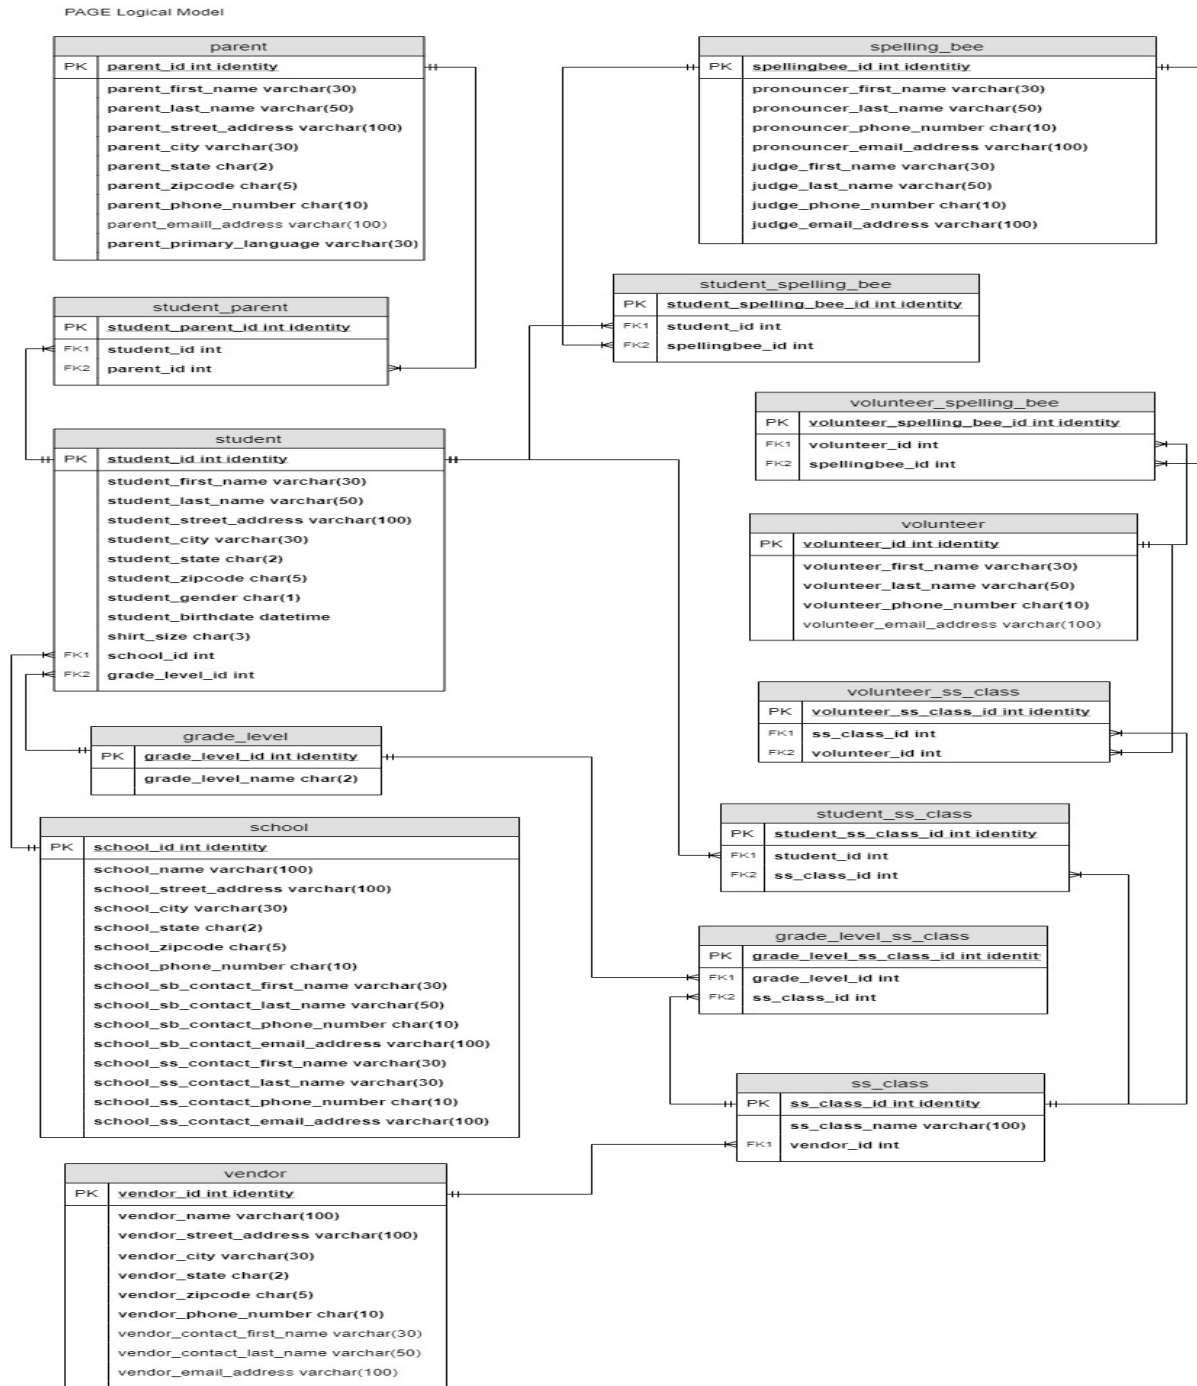 PAGE Logical Model
parent
PK parent_id int identity
parent_first_name varchar(30)
parent_last_name varchar(50)
parent_street_address varchar(100)
parent_city varchar(30)
parent_state char(2)
parent_zipcode char(5)
parent_phone_number char(10)
parent_emaill_address varchar(100)
parent_primary_language varchar(30)
student_parent
PK student_parent_id int identity
FK1 student_id int
FK2 parent_id int
student
PK student_id int identity
student_first_name varchar(30)
student_last_name varchar(50)
student_street_address varchar(100)
student_city varchar(30)
student_state char(2)
student_zipcode char(5)
student_gender char(1)
student_birthdate datetime
shirt_size char(3)
FK1 school_id int
FK2 grade_level_id int
grade_level
PK grade_level_id int identity
grade_level_name char(2)
school
PK school_id int identity
school_name varchar(100)
school_street_address varchar(100)
school_city varchar(30)
school_state char(2)
school_zipcode char(5)
school_phone_number char(10)
school_sb_contact_first_name varchar(30)
school_sb_contact_last_name varchar(50)
school_sb_contact_phone_number char(10)
school_sb_contact_email_address varchar(100)
school_ss_contact_first_name varchar(30)
school_ss_contact_last_name varchar(30)
school_ss_contact_phone_number char(10)
school_ss_contact_email_address varchar(100)
vendor
PK vendor_id int identity
vendor_name varchar(100)
vendor_street_address varchar(100)
vendor_city varchar(30)
vendor_state char(2)
vendor_zipcode char(5)
vendor_phone_number char(10)
vendor_contact_first_name varchar(30)
vendor_contact_last_name varchar(50)
vendor_email_address varchar(100)
spelling_bee
PK spellingbee_id int identitiy
pronouncer_first_name varchar(30)
pronouncer_last_name varchar(50)
pronouncer_phone_number char(10)
pronouncer_email_address varchar(100)
judge_first_name varchar(30)
judge_last_name varchar(50)
judge_phone_number char(10)
judge_email_address varchar(100)
student_spelling_bee
PK student_spelling_bee_id int identity
FK1 student_id int
FK2 spellingbee_id int
volunteer_spelling_bee
PK volunteer_spelling_bee_id int identity
FK1 volunteer_id int
FK2 spellingbee_id int
volunteer
PK volunteer_id int identity
volunteer_first_name varchar(30)
volunteer_last_name varchar(50)
volunteer_phone_number char(10)
volunteer_email_address varchar(100)
volunteer_ss_class
PK volunteer_ss_class_id int identity
FK1 ss_class_id int
FK2 volunteer_id int
student_ss_class
PK student_ss_class_id int identity
FK1 student_id int
FK2 ss_class_id int
grade_level_ss_class
PK grade_level_ss_class_id int identit
FK1 grade_level_id int
FK2 ss_class_id int
ss_class
PK ss_class_id int identity
ss_class_name varchar(100)
FK1 vendor_id int